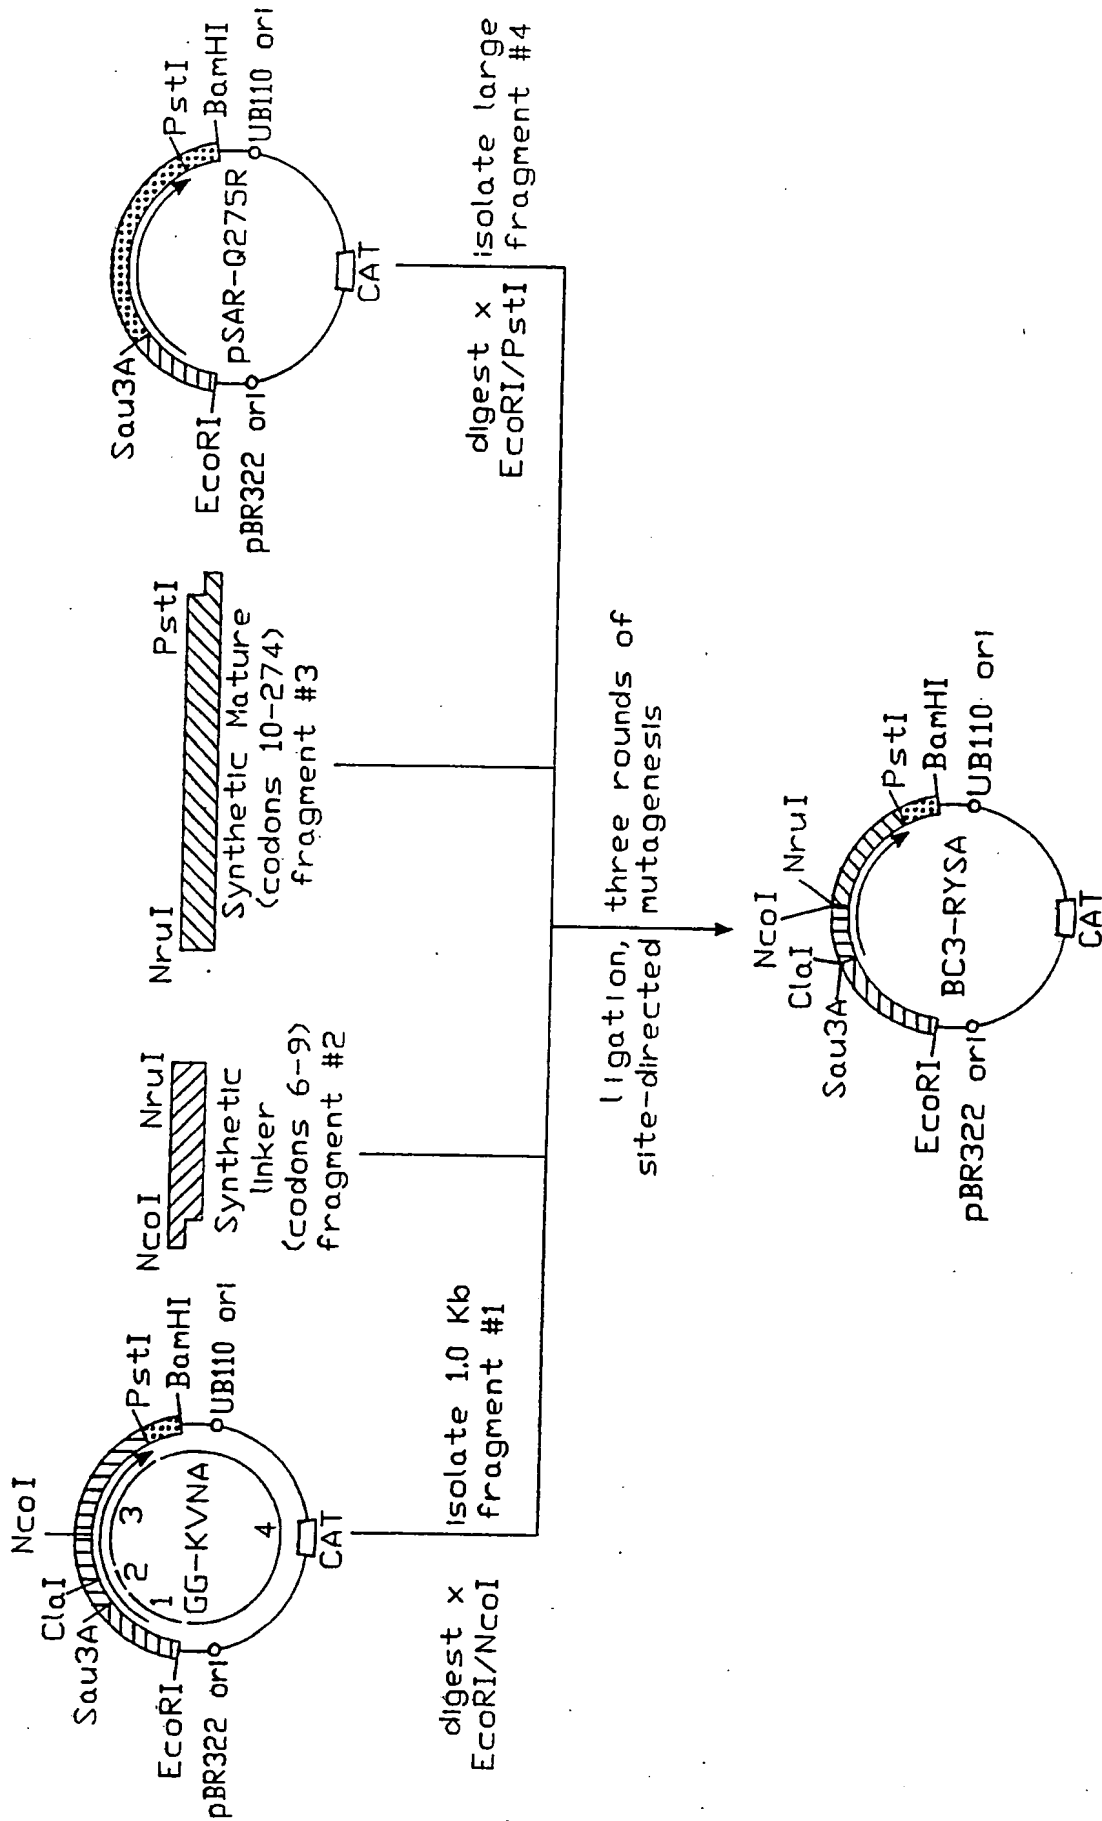 NcoI
ClaI
Sau3A
EcoRI
pBR322 ori
PstI
BamHI
UB110 ori
1
2
3
4
GG-KVNA
CAT
digest x
EcoRI/NcoI
isolate 1.0 Kb
fragment #1
NcoI
NruI
Synthetic
linker
(codons 6-9)
fragment #2
NruI
PstI
Synthetic Mature
(codons 10-274)
fragment #3
Sau3A
EcoRI
pBR322 ori
PstI
BamHI
UB110 ori
pSAR-Q275R
CAT
digest x
EcoRI/PstI
isolate large
fragment #4
ligation, three rounds of
site-directed mutagenesis
NcoI
NruI
ClaI
Sau3A
EcoRI
pBR322 ori
PstI
BamHI
UB110 ori
BC3-RYSA
CAT